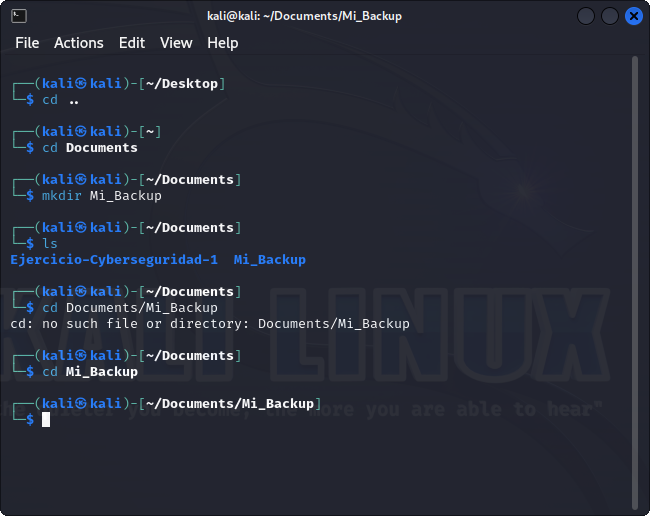 kali@kali: ~/Documents/Mi_Backup
File Actions Edit View Help
┌──(kali㉿kali)-[~/Desktop]
└─$ cd ..
┌──(kali㉿kali)-[~]
└─$ cd Documents
┌──(kali㉿kali)-[~/Documents]
└─$ mkdir Mi_Backup
┌──(kali㉿kali)-[~/Documents]
└─$ ls
Ejercicio-Cyberseguridad-1 Mi_Backup
┌──(kali㉿kali)-[~/Documents]
└─$ cd Documents/Mi_Backup
cd: no such file or directory: Documents/Mi_Backup
┌──(kali㉿kali)-[~/Documents]
└─$ cd Mi_Backup
┌──(kali㉿kali)-[~/Documents/Mi_Backup]
└─$
KALI LINUX
you become, the more you are able to hear"